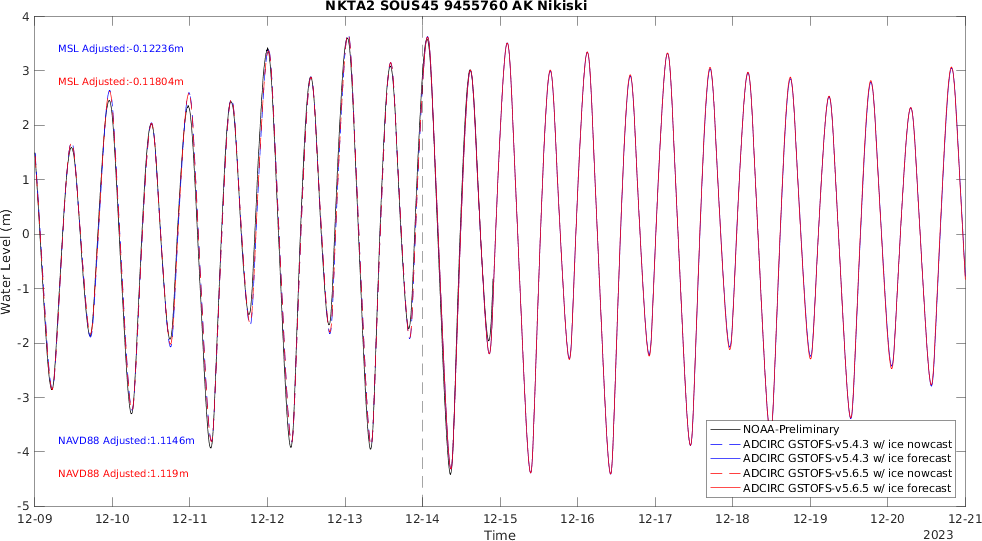 NKTA2 SOUS45 9455760 AK Nikiski
MSL Adjusted:-0.12236m
MSL Adjusted:-0.11804m
NAVD88 Adjusted:1.1146m
NAVD88 Adjusted:1.119m
Water Level (m)
4
3
2
1
0
-1
-2
-3
-4
-5
NOAA-Preliminary
ADCIRC GSTOFS-v5.4.3 w/ ice nowcast
ADCIRC GSTOFS-v5.4.3 w/ ice forecast
ADCIRC GSTOFS-v5.6.5 w/ ice nowcast
ADCIRC GSTOFS-v5.6.5 w/ ice forecast
12-09 12-10 12-11 12-12 12-13 12-14 12-15 12-16 12-17 12-18 12-19 12-20 12-21
Time
2023